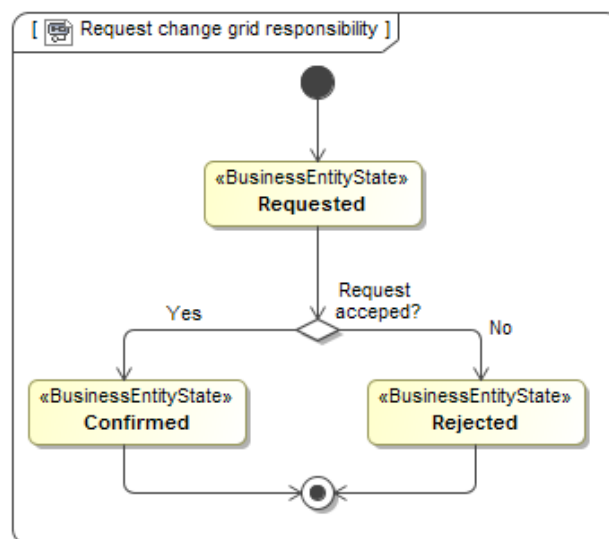 [ Request change grid responsibility ]
«BusinessEntityState»
Requested
Request
acceped?
Yes
No
«BusinessEntityState»
Confirmed
«BusinessEntityState»
Rejected